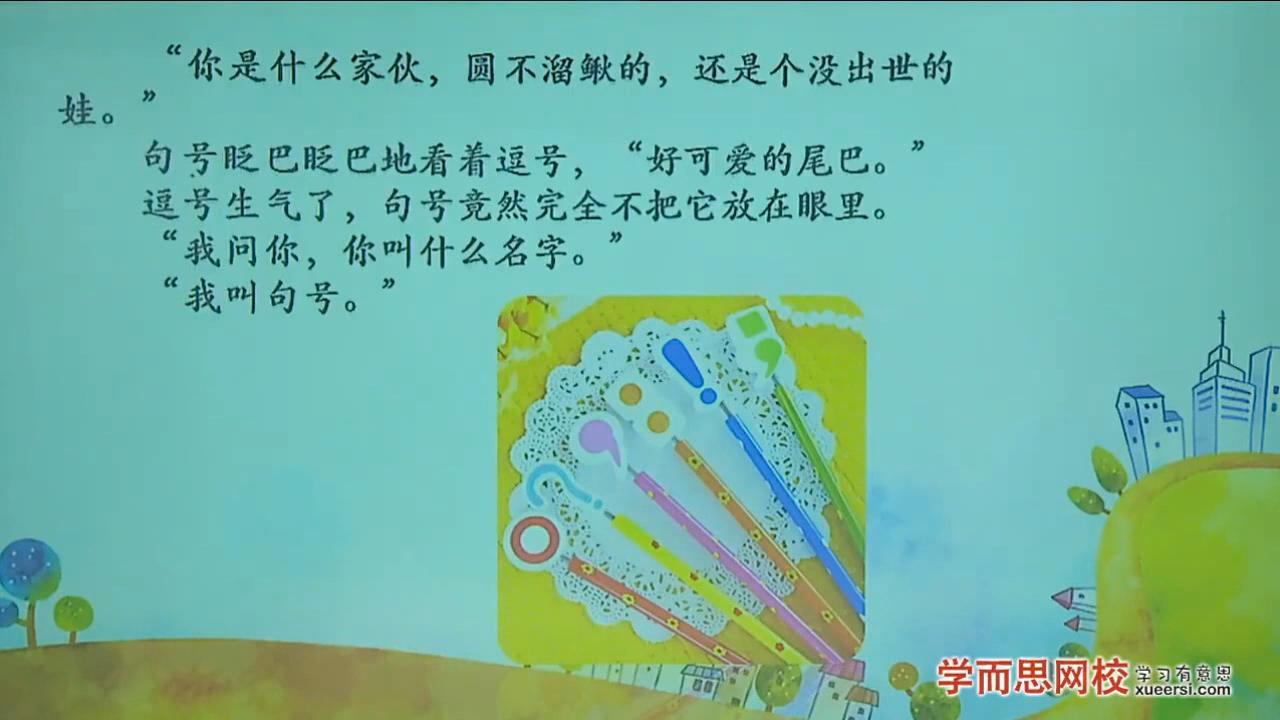 “你是什么家伙，圆不溜鳅的，还是个没出世的
娃。”
句号眨巴眨巴地看着逗号，“好可爱的尾巴。”
逗号生气了，句号竟然完全不把它放在眼里。
“我问你，你叫什么名字。”
“我叫句号。”
学而思网校 学习有意思
xueersi.com